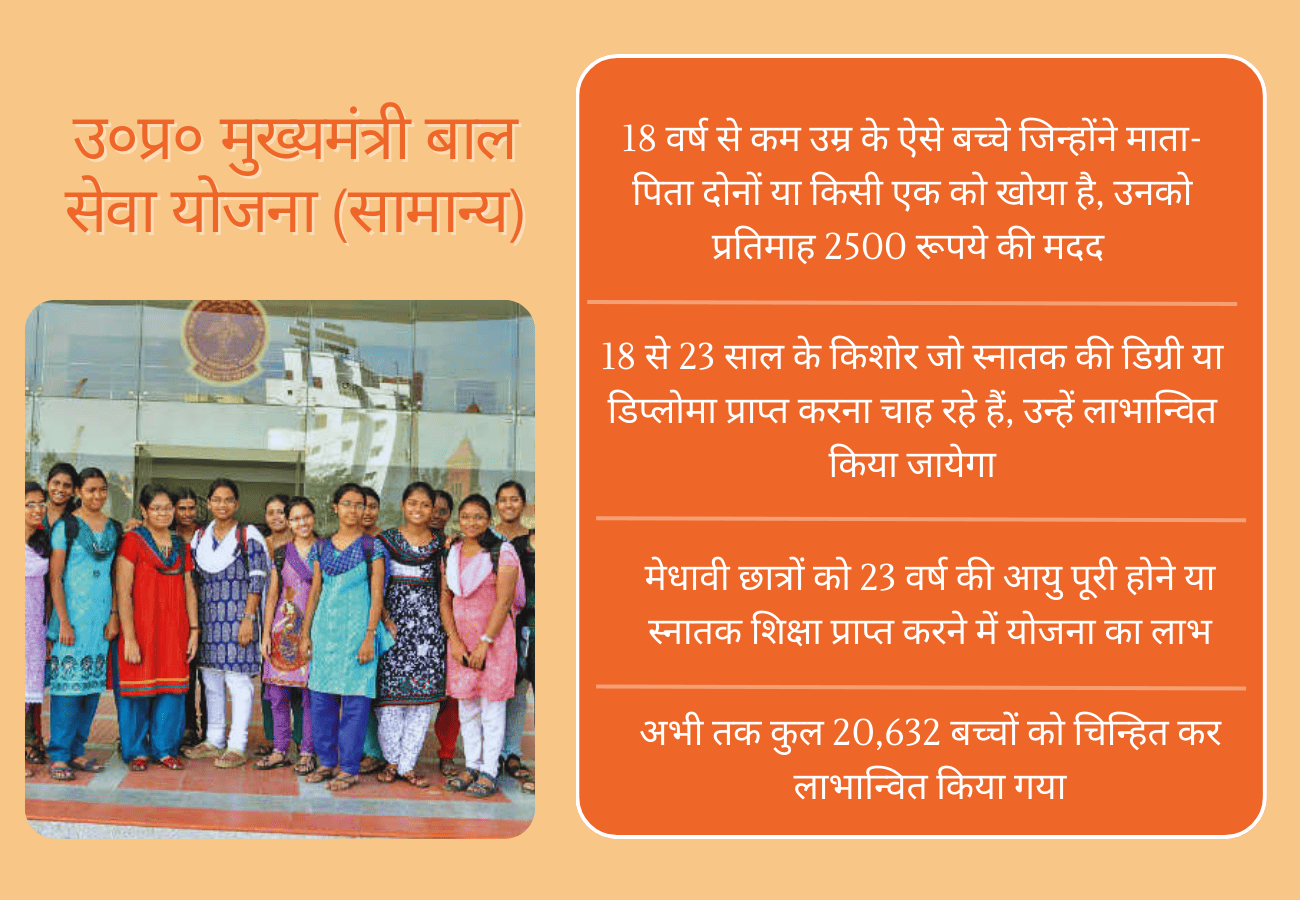 उ०प्र० मुख्यमंत्री बाल
सेवा योजना (सामान्य)
18 वर्ष से कम उम्र के ऐसे बच्चे जिन्होंने माता-
पिता दोनों या किसी एक को खोया है, उनको
प्रतिमाह 2500 रूपये की मदद
18 से 23 साल के किशोर जो स्नातक की डिग्री या
डिप्लोमा प्राप्त करना चाह रहे हैं, उन्हें लाभान्वित
किया जायेगा
मेधावी छात्रों को 23 वर्ष की आयु पूरी होने या
स्नातक शिक्षा प्राप्त करने में योजना का लाभ
अभी तक कुल 20,632 बच्चों को चिन्हित कर
लाभान्वित किया गया